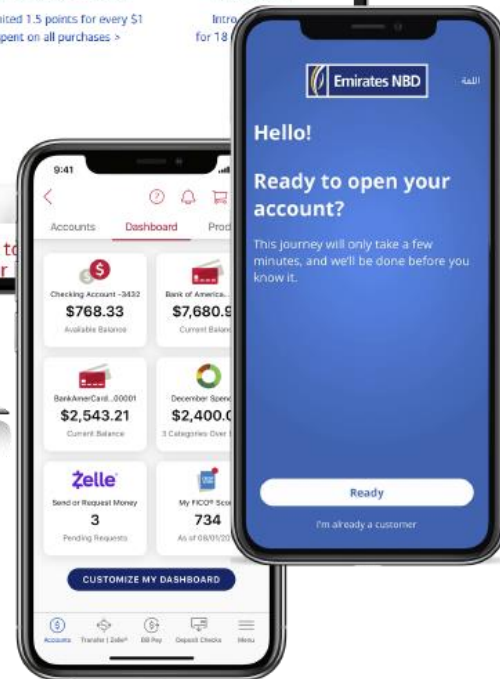 ited 1.5 points for every $1
pent on all purchases >
Intro
for 18
Emirates NBD
اللغة
Hello!
Ready to open your
account?
This journey will only take a few
minutes, and we'll be done before you
know it.
Ready
I'm already a customer
to
r
9:41
Accounts
Dashboard
Prod
Checking Account -3432
$768.33
Available Balance
Bank of America...
$7,680.9
Current Balanc
BankAmerCard...00001
$2,543.21
Current Balance
December Spen
$2,400.0
3 Categories Over
Zelle
Send or Request Money
3
Pending Requests
My FICO® Sco
734
As of 08/01/20
CUSTOMIZE MY DASHBOARD
Accounts
Transfer | Zelle®
Bill Pay
Deposit Checks
Menu